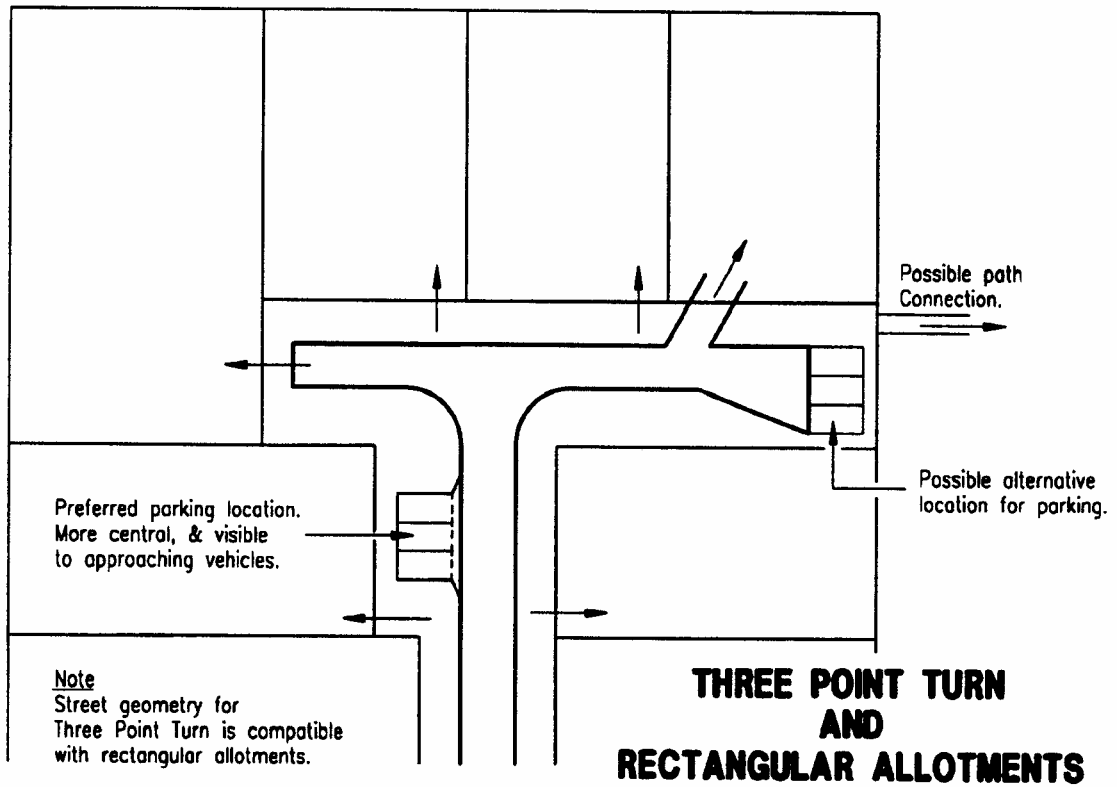 Possible path
Connection.
Preferred parking location.
More central, & visible
to approaching vehicles.
Possible alternative
location for parking.
Note
Street geometry for
Three Point Turn is compatible
with rectangular allotments.
THREE POINT TURN
AND
RECTANGULAR ALLOTMENTS